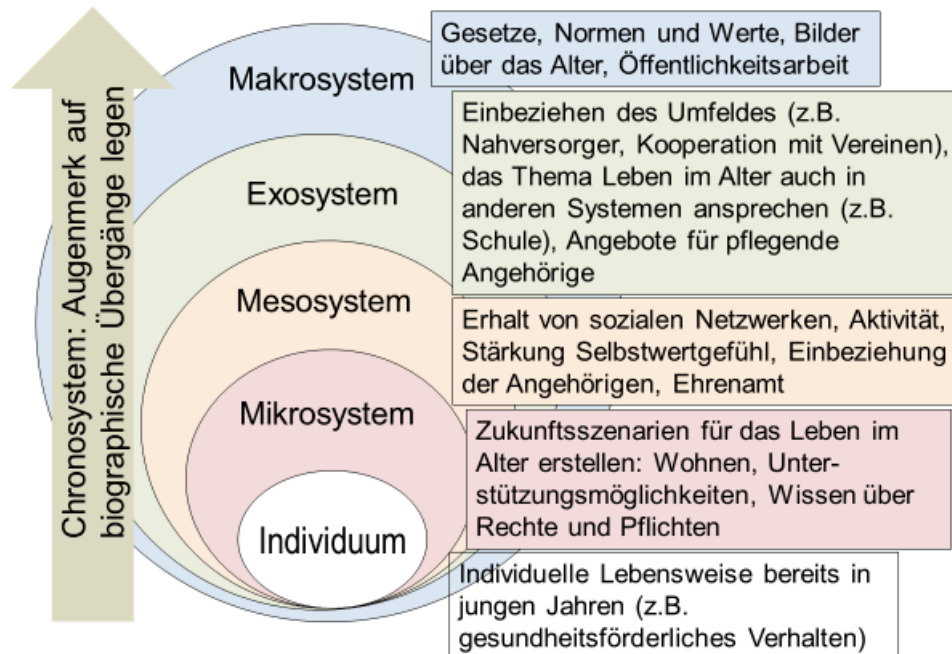 Chronosystem: Augenmerk auf
biographische Übergänge legen
Makrosystem
Gesetze, Normen und Werte, Bilder
über das Alter, Öffentlichkeitsarbeit
Exosystem
Einbeziehen des Umfeldes (z.B.
Nahversorger, Kooperation mit Vereinen),
das Thema Leben im Alter auch in
anderen Systemen ansprechen (z.B.
Schule), Angebote für pflegende
Angehörige
Mesosystem
Erhalt von sozialen Netzwerken, Aktivität,
Stärkung Selbstwertgefühl, Einbeziehung
der Angehörigen, Ehrenamt
Mikrosystem
Zukunftsszenarien für das Leben im
Alter erstellen: Wohnen, Unter-
stützungsmöglichkeiten, Wissen über
Rechte und Pflichten
Individuum
Individuelle Lebensweise bereits in
jungen Jahren (z.B.
gesundheitsförderliches Verhalten)